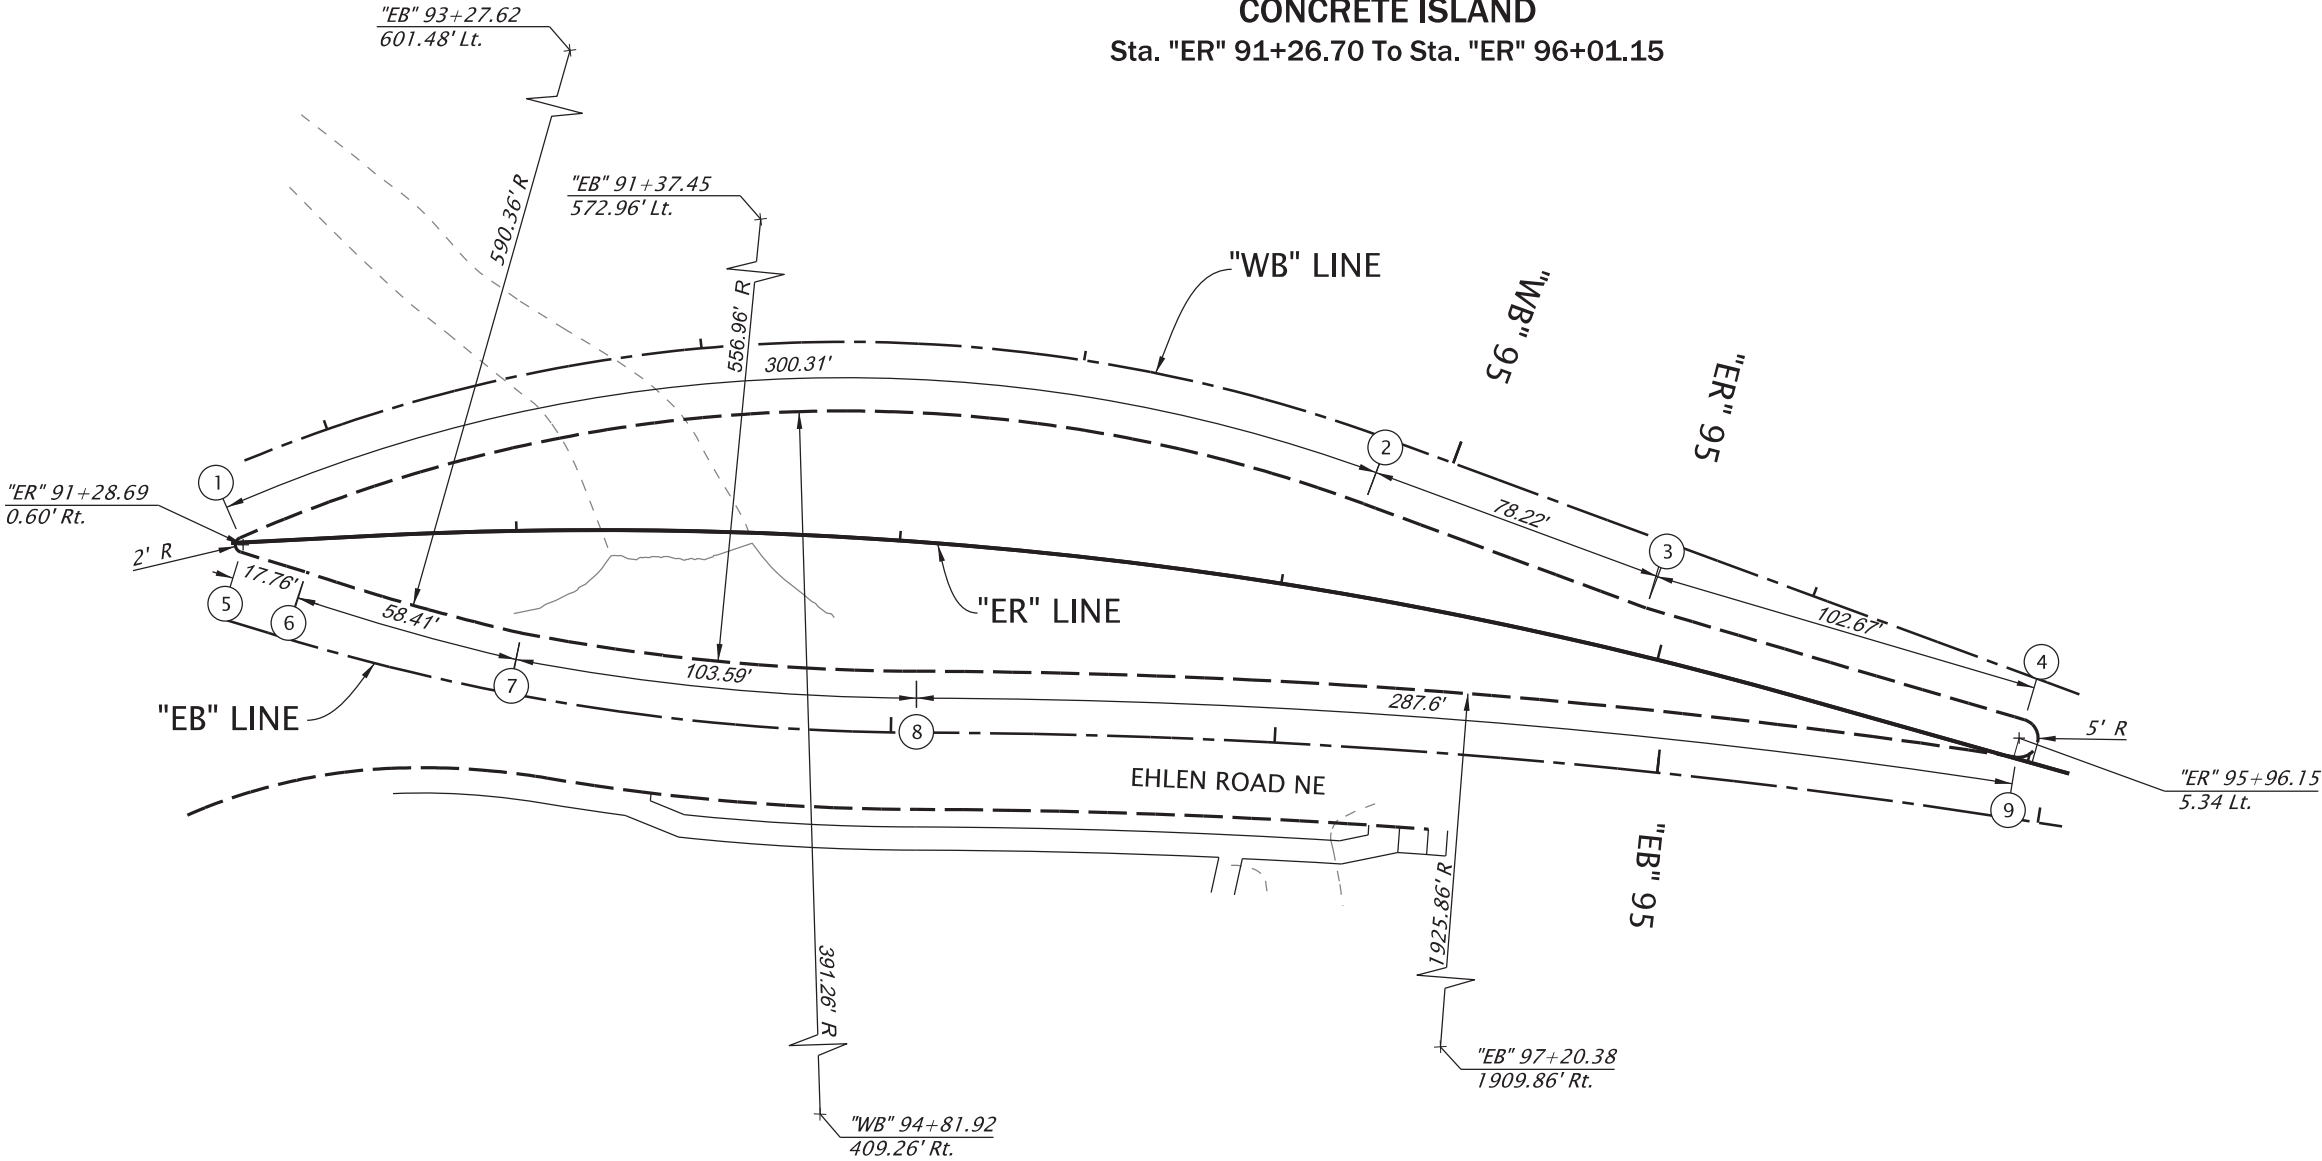 CONCRETE ISLAND
Sta. "ER" 91+26.70 To Sta. "ER" 96+01.15
"EB" 93+27.62
601.48' Lt.
590.36' R
"EB" 91+37.45
572.96' Lt.
556.96' R
"WB" LINE
"WB" 95
"ER" 95
300.31'
1
2
78.22'
3
102.67'
4
"ER" 91+28.69
0.60' Rt.
2' R
17.76'
5
6
58.41'
7
103.59'
8
287.6'
9
"ER" LINE
"EB" LINE
5' R
"ER" 95+96.15
5.34 Lt.
EHLEN ROAD NE
"EB" 95
391.26' R
1925.86' R
"EB" 97+20.38
1909.86' Rt.
"WB" 94+81.92
409.26' Rt.